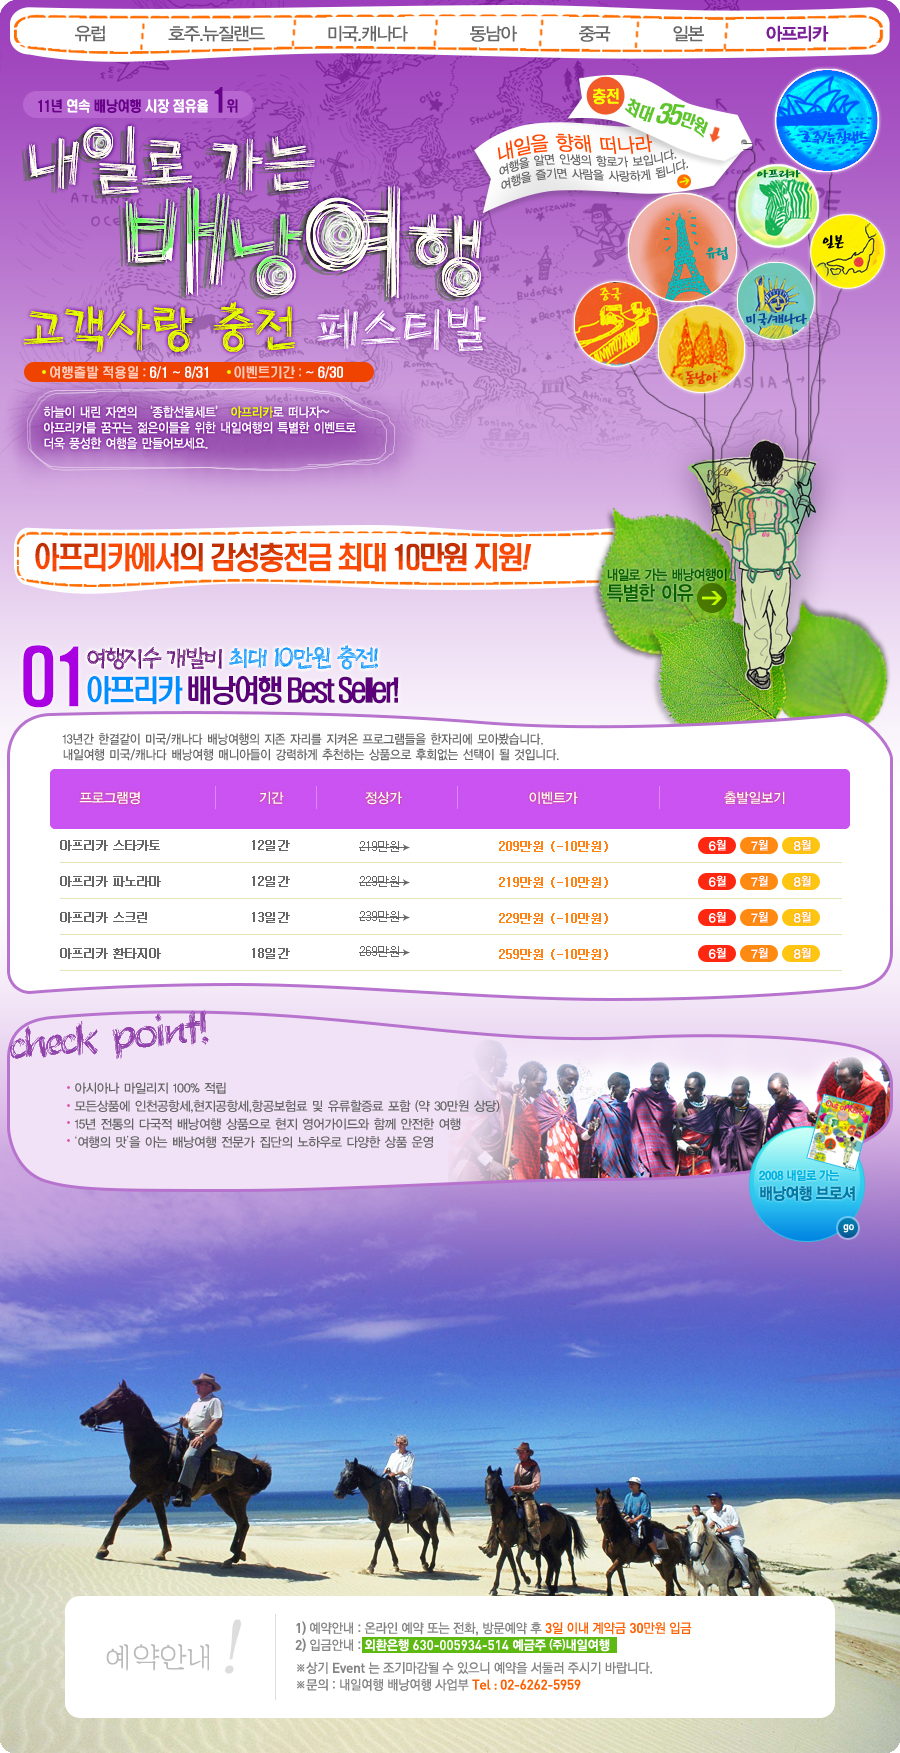 유럽 호주.뉴질랜드 미국.캐나다 동남아 중국 일본 아프리카
11년 연속 배낭여행 시장 점유율 1위
충전 최대 35만원
내일로 가는
배낭여행
고객사랑 충전 페스티발
내일을 향해 떠나라
여행을 알면 인생의 항로가 보입니다.
여행을 즐기면 사람을 사랑하게 됩니다.
호주/뉴질랜드
아프리카
유럽
일본
중국
미국/캐나다
동남아
• 여행출발 적용일 : 6/1 ~ 8/31 • 이벤트기간 : ~ 6/30
하늘이 내린 자연의 '종합선물세트' 아프리카로 떠나자~
아프리카를 꿈꾸는 젊은이들을 위한 내일여행의 특별한 이벤트로
더욱 풍성한 여행을 만들어보세요.
아프리카에서의 감성충전금 최대 10만원 지원!
내일로 가는 배낭여행이
특별한 이유
01 여행지수 개발비 최대 10만원 충전!
아프리카 배낭여행 Best Seller!
13년간 한결같이 미국/캐나다 배낭여행의 지존 자리를 지켜온 프로그램들을 한자리에 모아봤습니다.
내일여행 미국/캐나다 배낭여행 매니아들이 강력하게 추천하는 상품으로 후회없는 선택이 될 것입니다.
프로그램명 기간 정상가 이벤트가 출발일보기
아프리카 스타카토 12일간 219만원 209만원 (-10만원) 6월 7월 8월
아프리카 파노라마 12일간 229만원 219만원 (-10만원) 6월 7월 8월
아프리카 스크린 13일간 239만원 229만원 (-10만원) 6월 7월 8월
아프리카 환타지아 18일간 269만원 259만원 (-10만원) 6월 7월 8월
check point!
• 아시아나 마일리지 100% 적립
• 모든상품에 인천공항세,현지공항세,항공보험료 및 유류할증료 포함 (약 30만원 상당)
• 15년 전통의 다국적 배낭여행 상품으로 현지 영어가이드와 함께 안전한 여행
• '여행의 맛'을 아는 배낭여행 전문가 집단의 노하우로 다양한 상품 운영
2008 내일로 가는
배낭여행 브로셔
go
예약안내!
1) 예약안내 : 온라인 예약 또는 전화, 방문예약 후 3일 이내 계약금 30만원 입금
2) 입금안내 : 외환은행 630-005934-514 예금주 (주)내일여행
※상기 Event 는 조기마감될 수 있으니 예약을 서둘러 주시기 바랍니다.
※문의 : 내일여행 배낭여행 사업부 Tel : 02-6262-5959